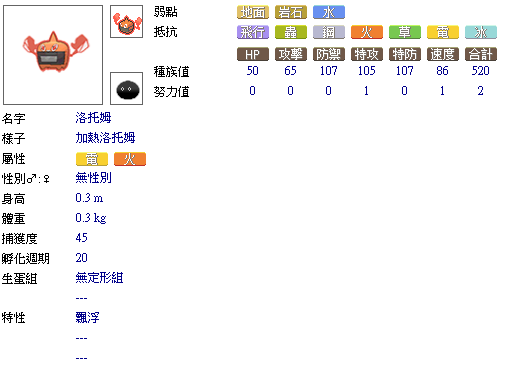 弱點 地面 岩石 水
抵抗 飛行 蟲 鋼 火 草 電 冰
HP 攻擊 防禦 特攻 特防 速度 合計
種族值 50 65 107 105 107 86 520
努力值 0 0 0 1 0 1 2
名字 洛托姆
樣子 加熱洛托姆
屬性 電 火
性別♂:♀ 無性別
身高 0.3 m
體重 0.3 kg
捕獲度 45
孵化週期 20
生蛋組 無定形組
---
特性 飄浮
---
---